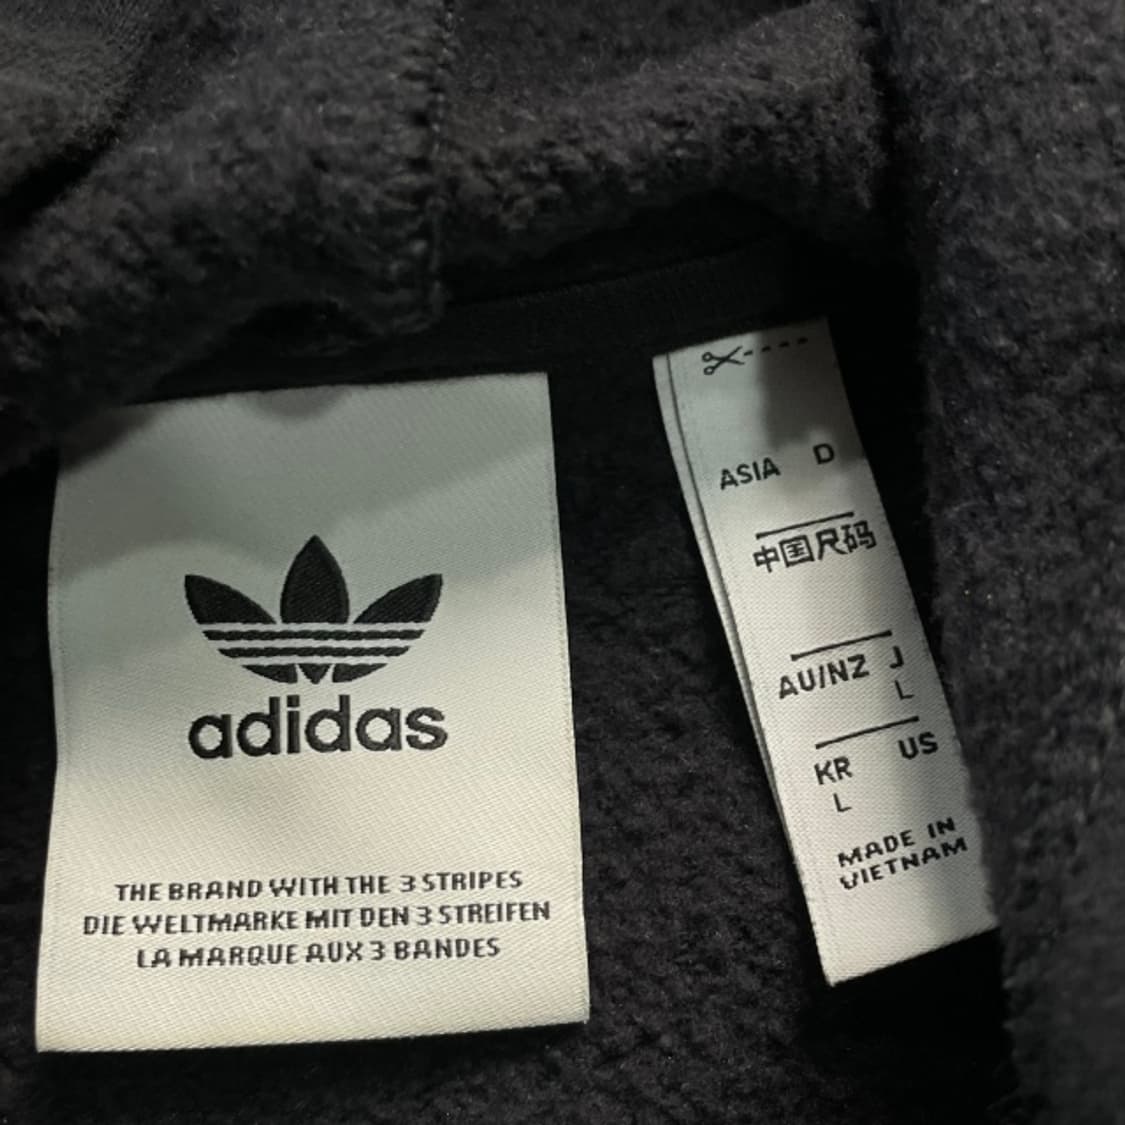 adidas
THE BRAND WITH THE 3 STRIPES
DIE WELTMARKE MIT DEN 3 STREIFEN
LA MARQUE AUX 3 BANDES
ASIA D
中国尺码
AU/NZ J
L
KR US
L
MADE IN
VIETNAM